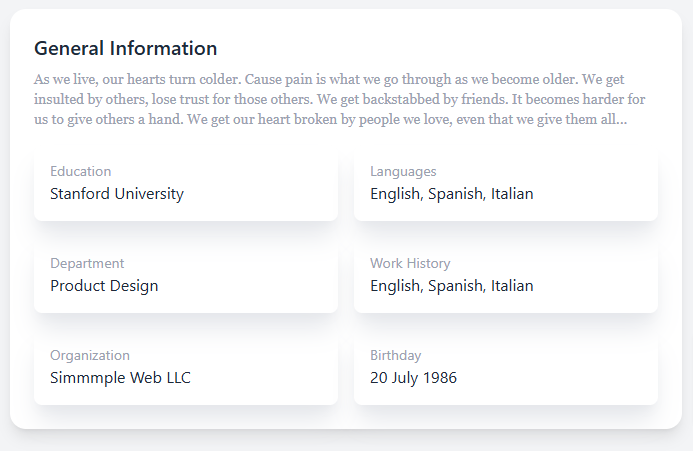 General Information
As we live, our hearts turn colder. Cause pain is what we go through as we become older. We get
insulted by others, lose trust for those others. We get backstabbed by friends. It becomes harder for
us to give others a hand. We get our heart broken by people we love, even that we give them all...
Education
Stanford University
Languages
English, Spanish, Italian
Department
Product Design
Work History
English, Spanish, Italian
Organization
Simmmple Web LLC
Birthday
20 July 1986